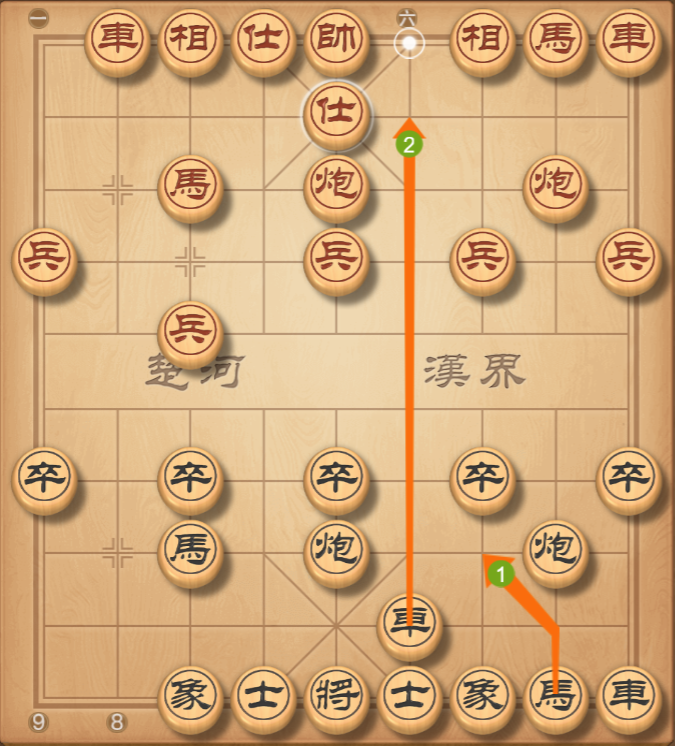 一 六
車 相 仕 帥 相 馬 車
仕
2
馬 炮 炮
兵 兵 兵 兵
兵
楚河 漢界
卒 卒 卒 卒 卒
馬 炮 炮
1
車
象 士 將 士 象 馬 車
9 8